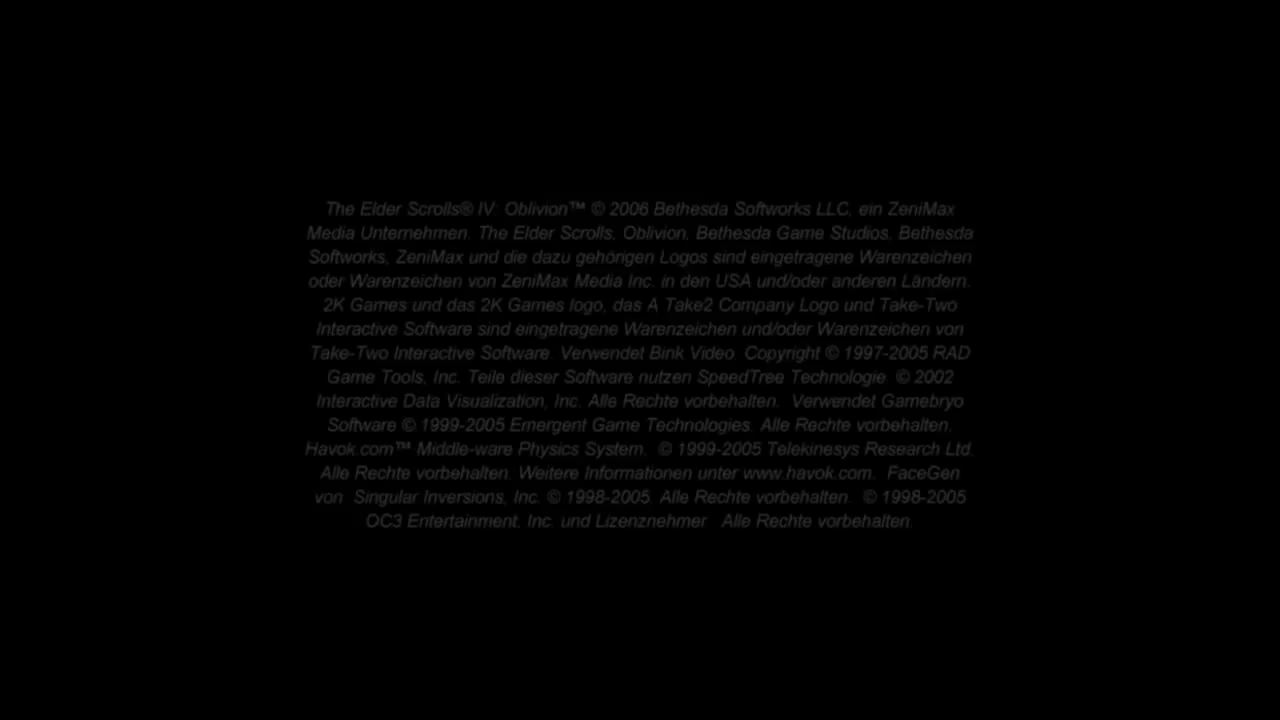 The Elder Scrolls® IV: Oblivion™ © 2006 Bethesda Softworks LLC, ein ZeniMax
Media Unternehmen. The Elder Scrolls, Oblivion, Bethesda Game Studios, Bethesda
Softworks, ZeniMax und die dazu gehörigen Logos sind eingetragene Warenzeichen
oder Warenzeichen von ZeniMax Media Inc. in den USA und/oder anderen Ländern.
2K Games und das 2K Games logo, das A Take2 Company Logo und Take-Two
Interactive Software sind eingetragene Warenzeichen und/oder Warenzeichen von
Take-Two Interactive Software. Verwendet Bink Video. Copyright © 1997-2005 RAD
Game Tools, Inc. Teile dieser Software nutzen SpeedTree Technologie. © 2002
Interactive Data Visualization, Inc. Alle Rechte vorbehalten. Verwendet Gamebryo
Software © 1999-2005 Emergent Game Technologies. Alle Rechte vorbehalten.
Havok.com™ Middle-ware Physics System. © 1999-2005 Telekinesys Research Ltd.
Alle Rechte vorbehalten. Weitere Informationen unter www.havok.com. FaceGen
von Singular Inversions, Inc. © 1998-2005. Alle Rechte vorbehalten. © 1998-2005
OC3 Entertainment, Inc. und Lizenznehmer. Alle Rechte vorbehalten.